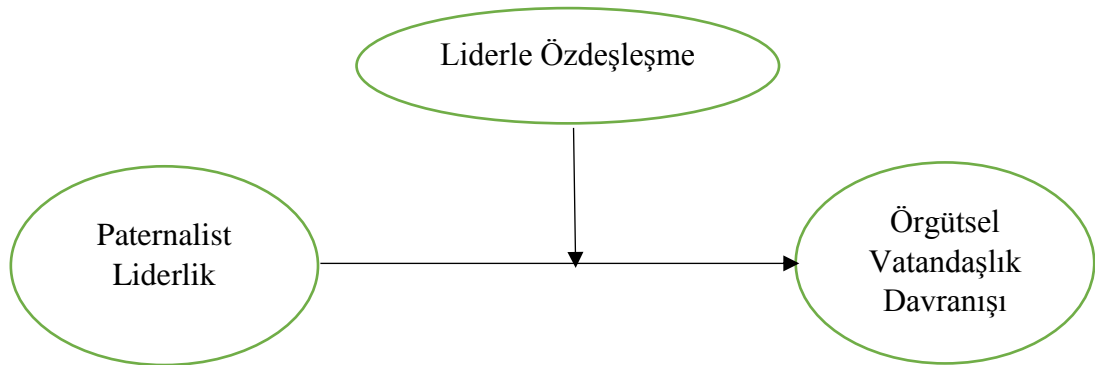 Liderle Özdeşleşme
Paternalist
Liderlik
Örgütsel
Vatandaşlık
Davranışı